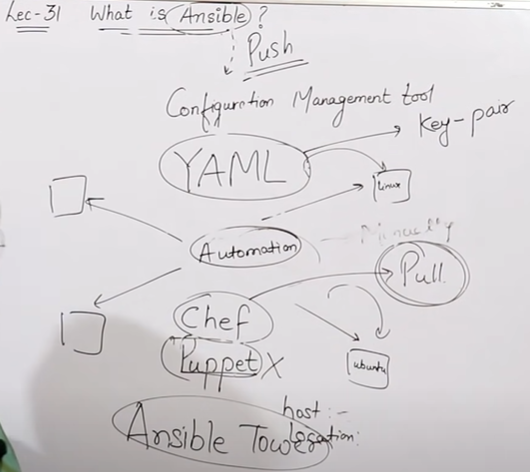 Lec-31 What is Ansible ?
Push
Configuration Management tool
Key-pair
YAML
Linux
Automation
Pull
Chef
Puppet X
ubuntu
host :-
Ansible Tower